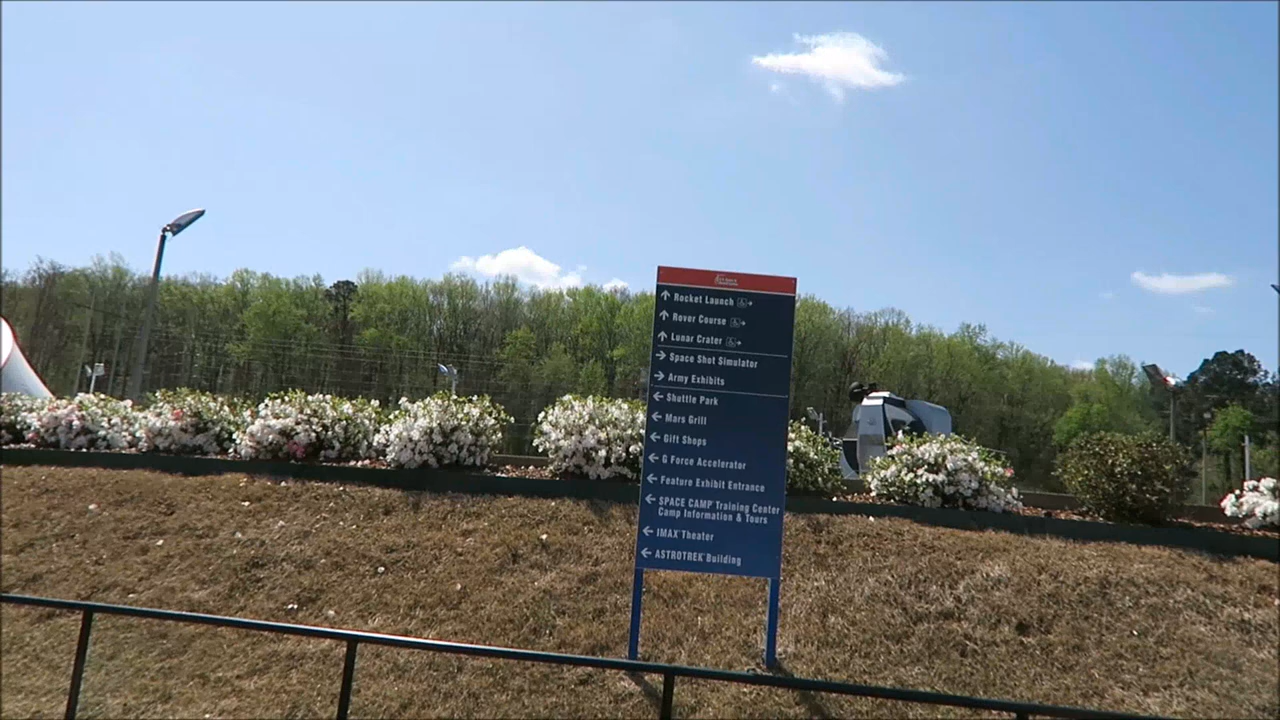 Rocket Launch
Rover Course
Lunar Crater
Space Shot Simulator
Army Exhibits
Shuttle Park
Mars Grill
Gift Shops
G Force Accelerator
Feature Exhibit Entrance
SPACE CAMP® Training Center
Camp Information & Tours
IMAX® Theater
ASTROTREK® Building